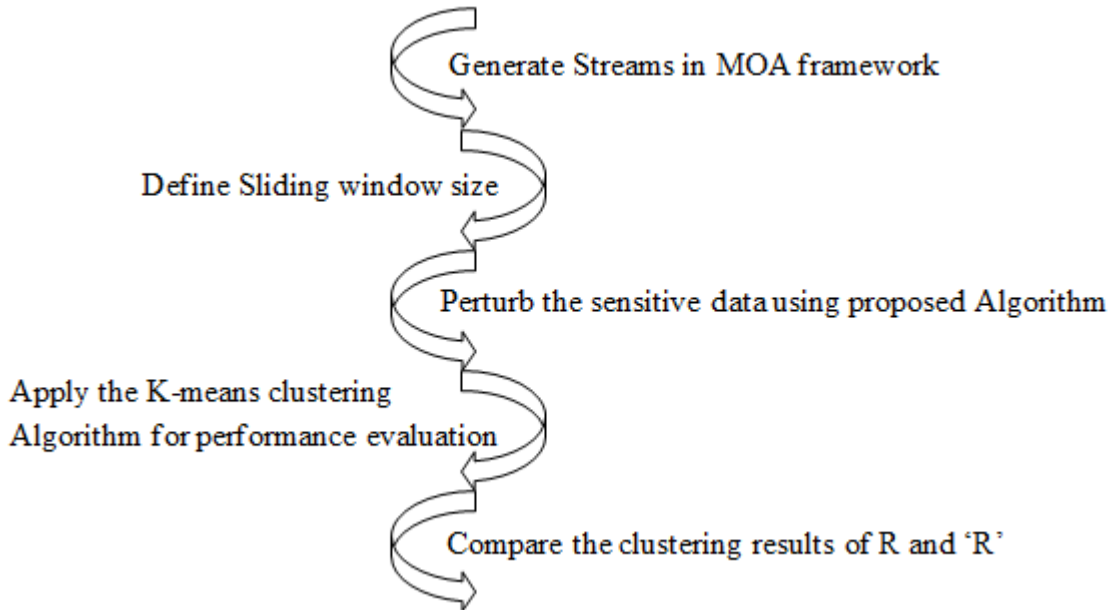 Generate Streams in MOA framework
Define Sliding window size
Perturb the sensitive data using proposed Algorithm
Apply the K-means clustering
Algorithm for performance evaluation
Compare the clustering results of R and ‘R’